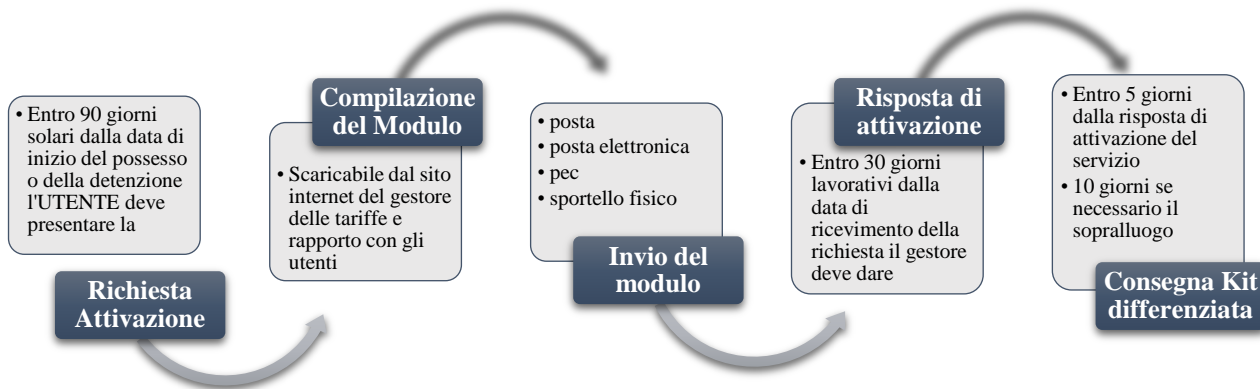 • Entro 90 giorni
solari dalla data di
inizio del possesso
o della detenzione
l'UTENTE deve
presentare la
Richiesta
Attivazione
Compilazione
del Modulo
• Scaricabile dal sito
internet del gestore
delle tariffe e
rapporto con gli
utenti
• posta
• posta elettronica
• pec
• sportello fisico
Invio del
modulo
Risposta di
attivazione
• Entro 30 giorni
lavorativi dalla
data di
ricevimento della
richiesta il gestore
deve dare
• Entro 5 giorni
dalla risposta di
attivazione del
servizio
• 10 giorni se
necessario il
sopralluogo
Consegna Kit
differenziata